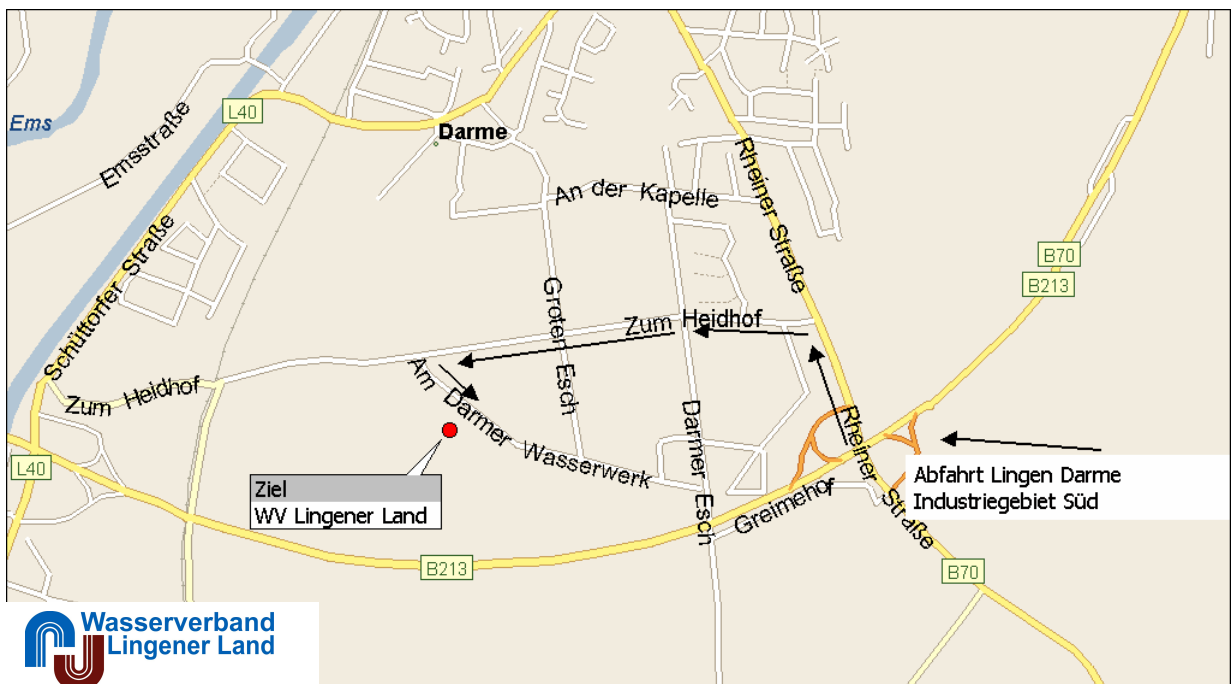 L40
Ems
Emsstraße
Darme
An der Kapelle
Rheiner Straße
B70
B213
Schüttorfer Straße
Groten Esch
Zum Heidhof
Zum Heidhof
Am Darmer Wasserwerk
Darmer Esch
Rheiner Straße
Greimehof
Abfahrt Lingen Darme
Industriegebiet Süd
L40
Ziel
WV Lingener Land
B213
B70
Wasserverband
Lingener Land